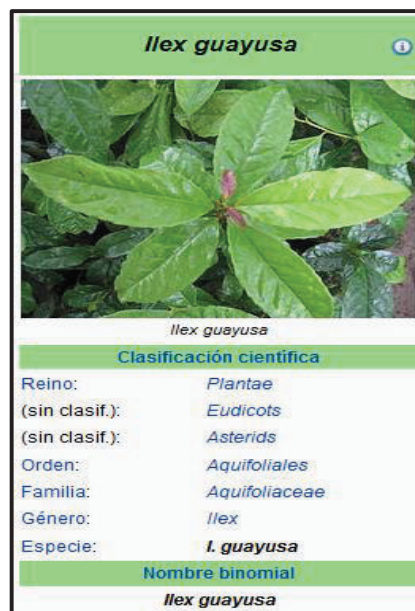 Ilex guayusa
Ilex guayusa
Clasificación científica
Reino: Plantae
(sin clasif.): Eudicots
(sin clasif.): Asterids
Orden: Aquifoliales
Familia: Aquifoliaceae
Género: Ilex
Especie: I. guayusa
Nombre binomial
Ilex guayusa